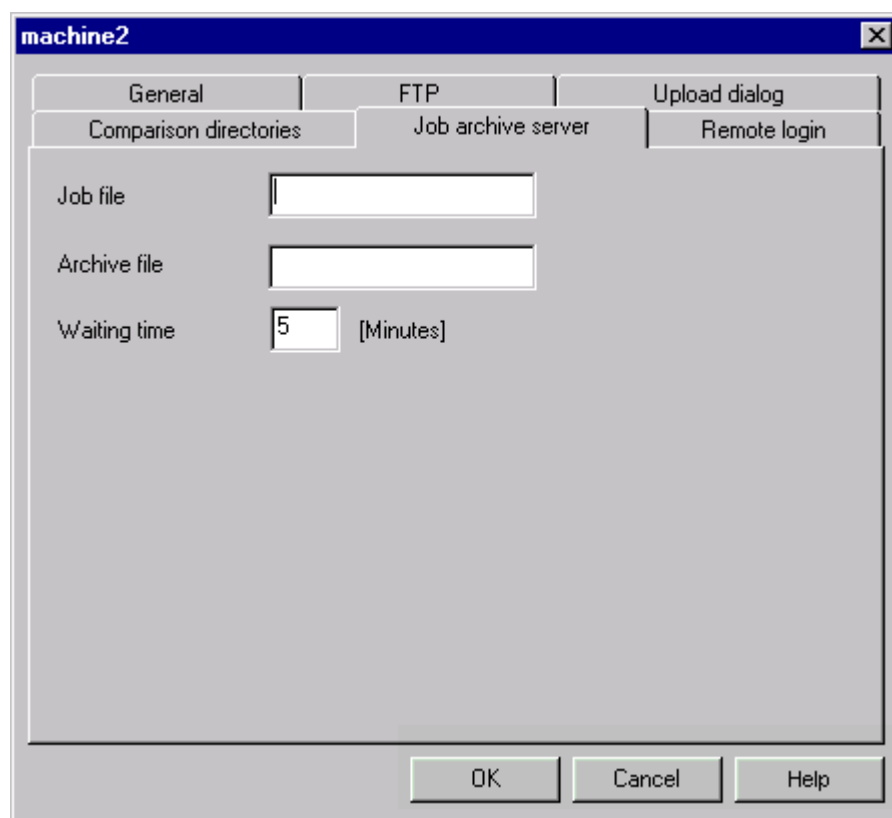 machine2
General FTP Upload dialog
Comparison directories Job archive server Remote login
Job file
Archive file
Waiting time 5 [Minutes]
OK Cancel Help